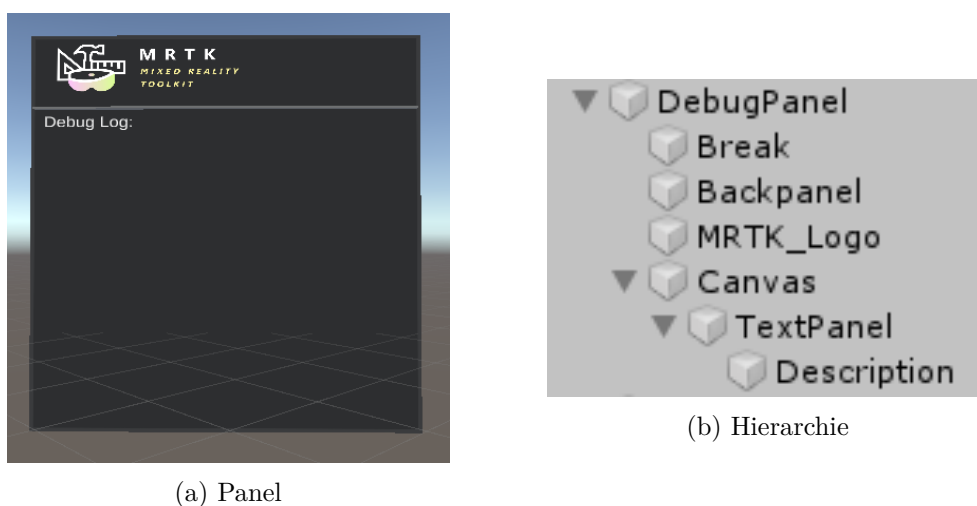 MRTK
MIXED REALITY
TOOLKIT
Debug Log:
(a) Panel
DebugPanel
Break
Backpanel
MRTK_Logo
Canvas
TextPanel
Description
(b) Hierarchie